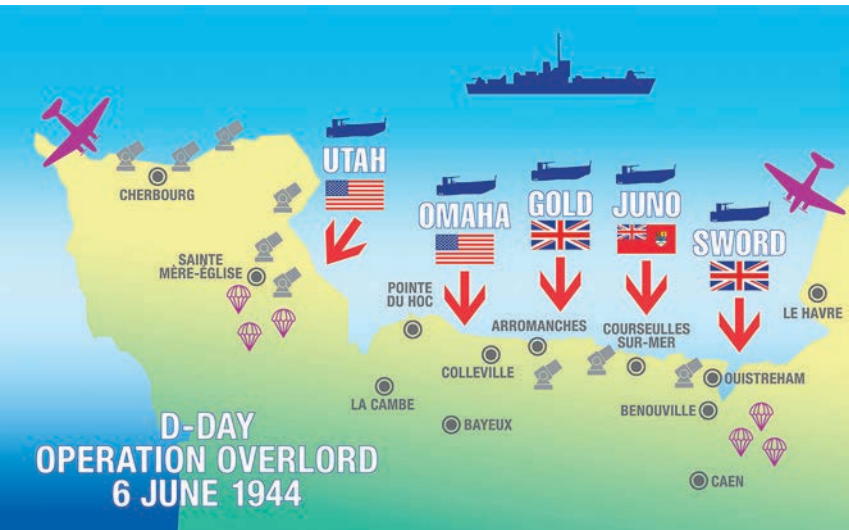 UTAH
CHERBOURG
OMAHA
GOLD
JUNO
SWORD
SAINTE
MÈRE-ÉGLISE
POINTE
DU HOC
LE HAVRE
ARROMANCHES
COURSEULLES
SUR-MER
COLLEVILLE
OUISTREHAM
LA CAMBE
BENOUVILLE
BAYEUX
CAEN
D-DAY
OPERATION OVERLORD
6 JUNE 1944